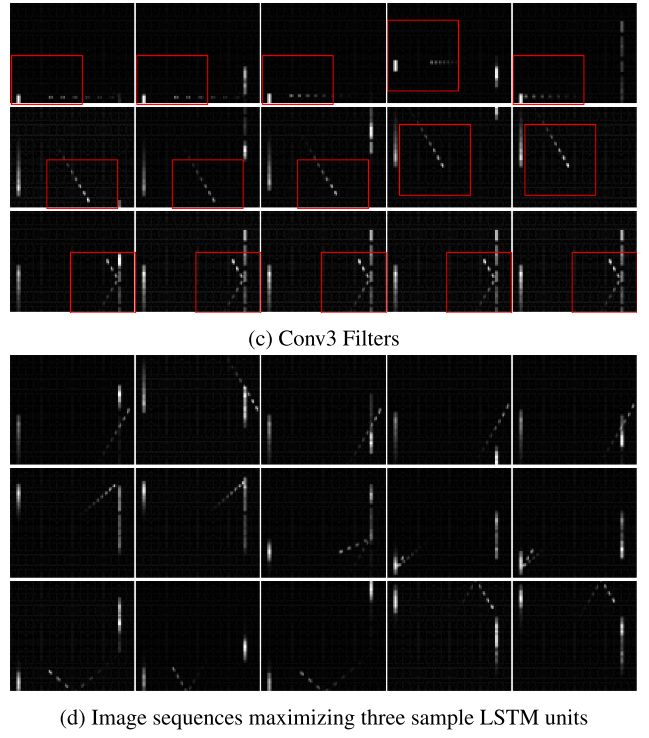 (c) Conv3 Filters
(d) Image sequences maximizing three sample LSTM units